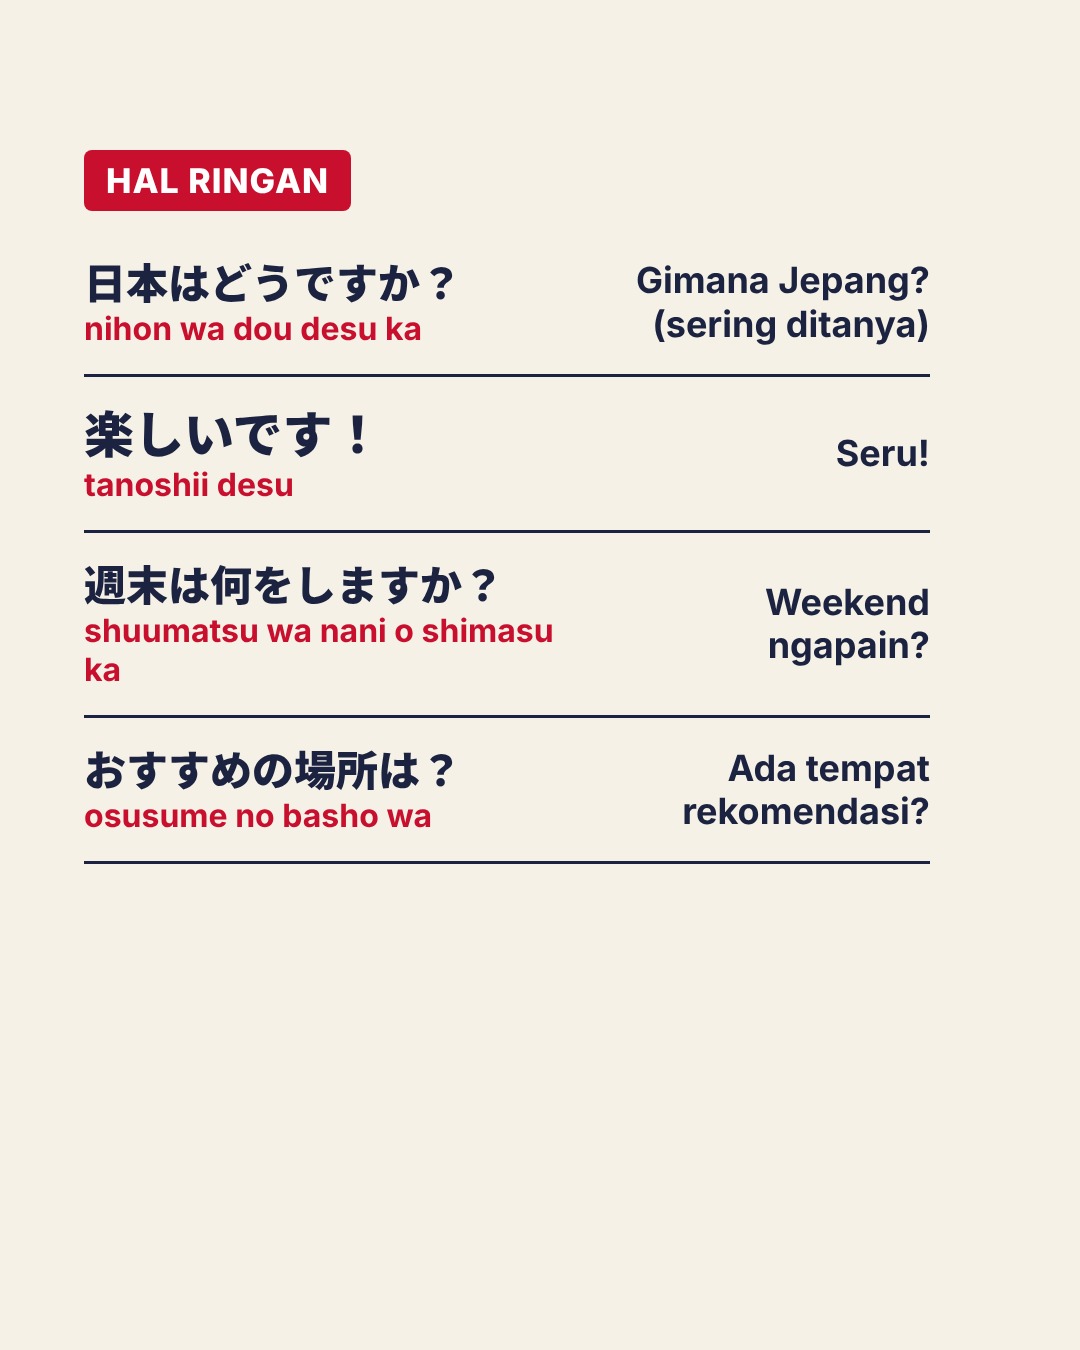 HAL RINGAN
日本はどうですか？
nihon wa dou desu ka
Gimana Jepang?
(sering ditanya)
楽しいです！
tanoshii desu
Seru!
週末は何をしますか？
shuumatsu wa nani o shimasu
ka
Weekend
ngapain?
おすすめの場所は？
osusume no basho wa
Ada tempat
rekomendasi?